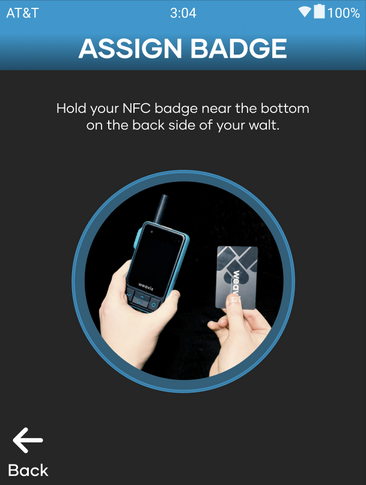 AT&T 3:04 100%
ASSIGN BADGE
Hold your NFC badge near the bottom
on the back side of your walt.
weavix
Back